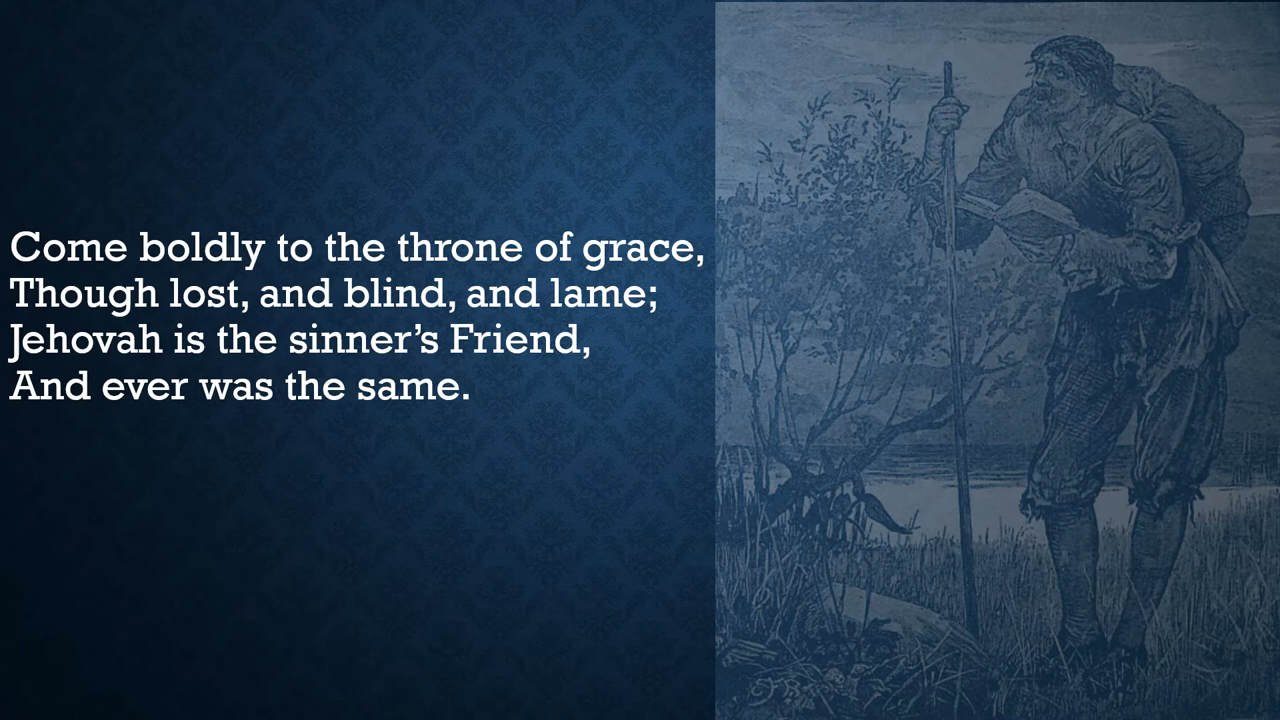 Come boldly to the throne of grace,
Though lost, and blind, and lame;
Jehovah is the sinner’s Friend,
And ever was the same.